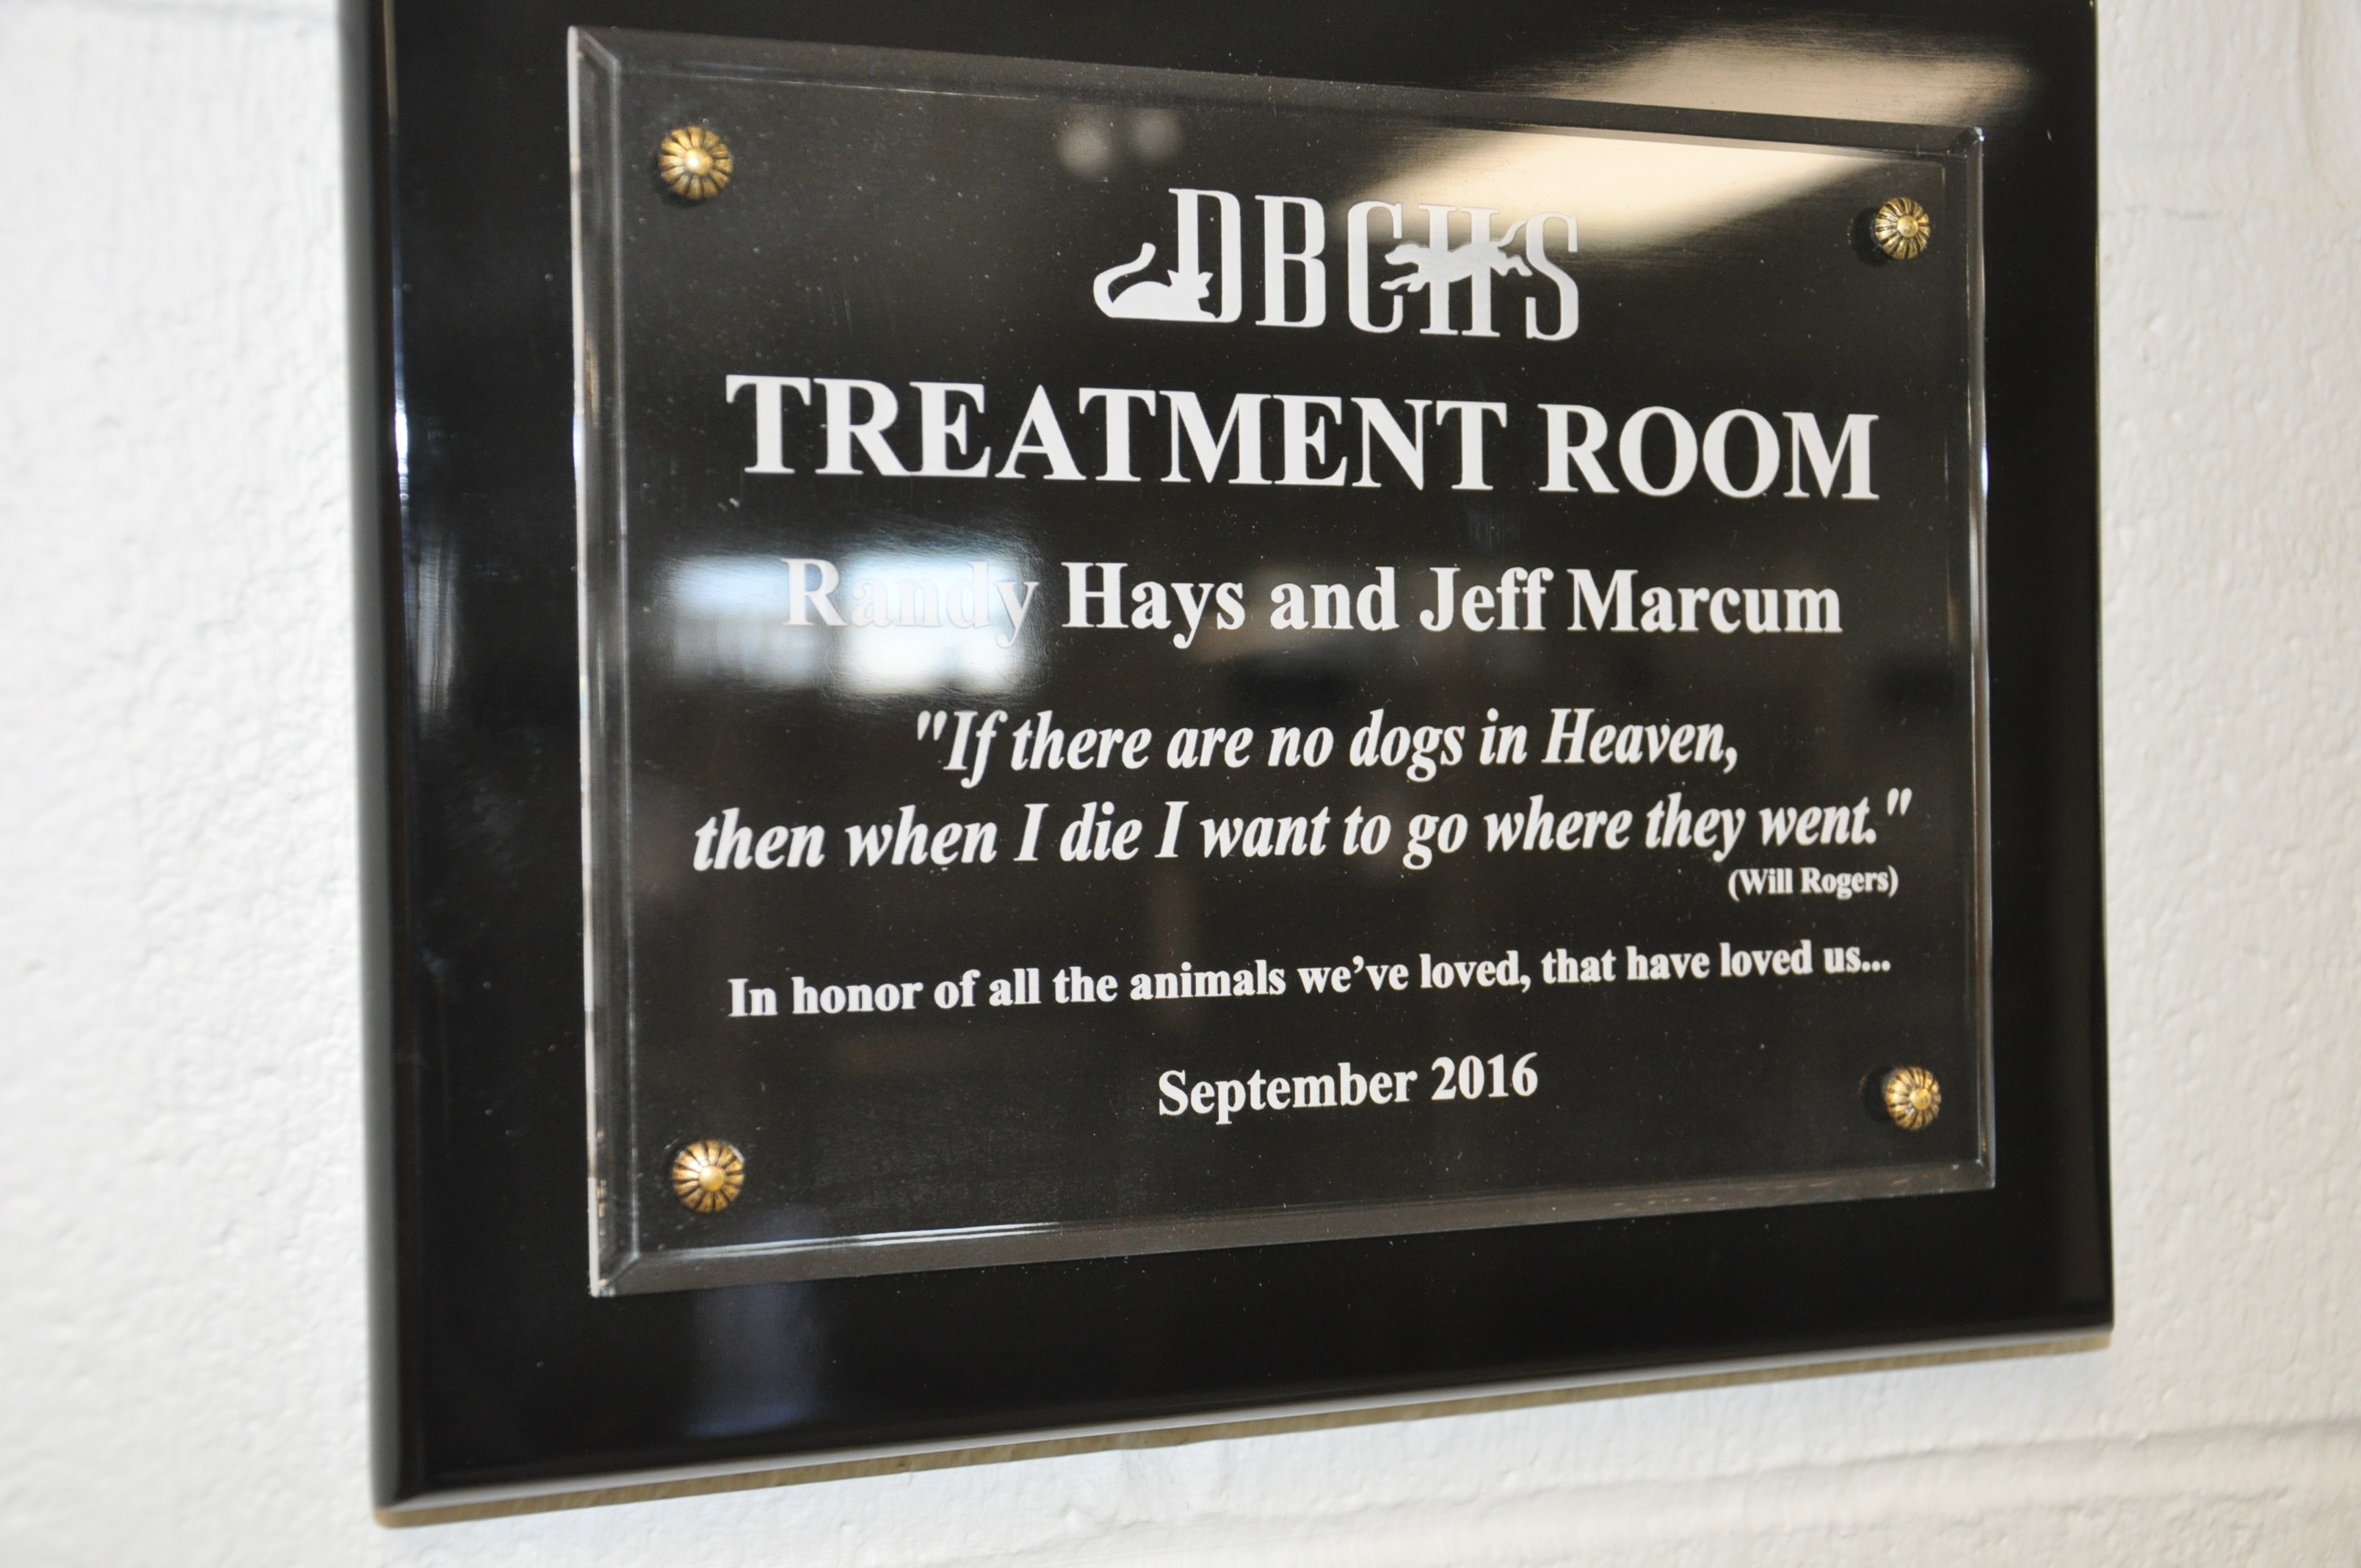 DBCHS
TREATMENT ROOM
Randy Hays and Jeff Marcum
"If there are no dogs in Heaven,
then when I die I want to go where they went."
(Will Rogers)
In honor of all the animals we’ve loved, that have loved us...
September 2016